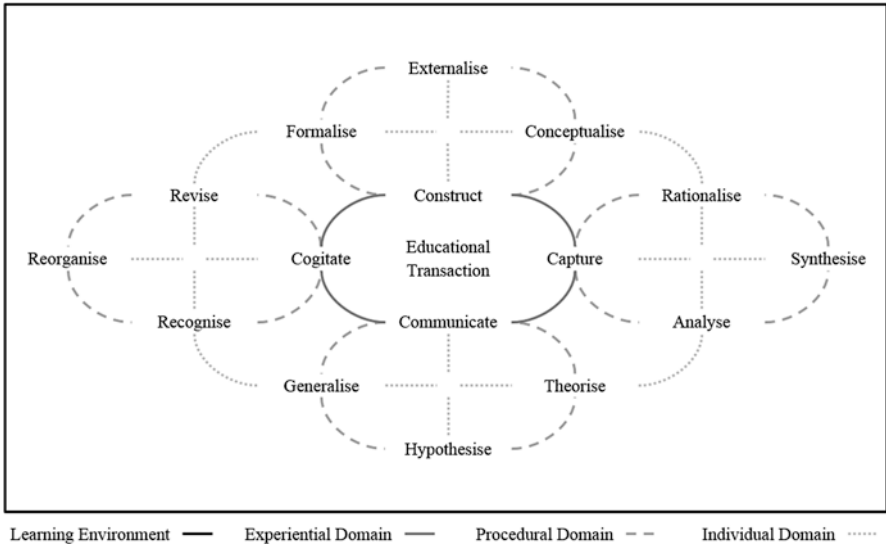 Externalise
Formalise
Conceptualise
Revise
Construct
Rationalise
Reorganise
Cogitate
Educational
Transaction
Capture
Synthesise
Recognise
Communicate
Analyse
Generalise
Theorise
Hypothesise
Learning Environment
Experiential Domain
Procedural Domain
Individual Domain